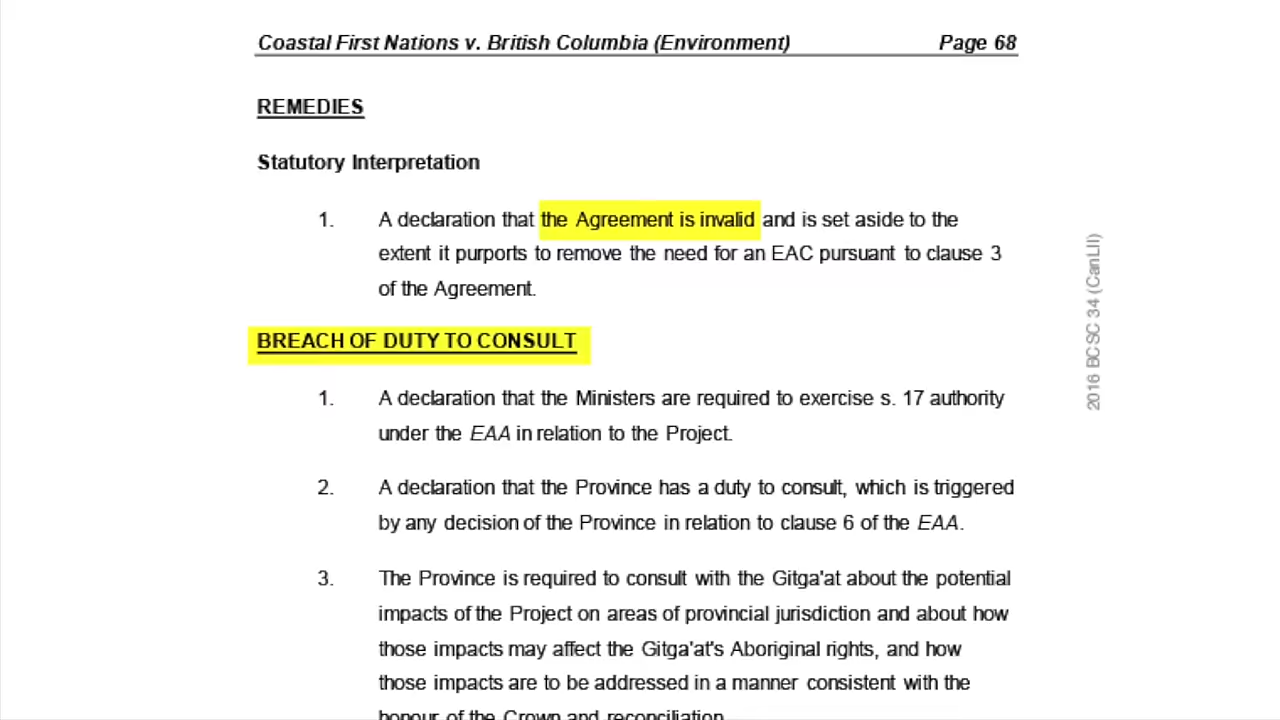 Coastal First Nations v. British Columbia (Environment) Page 68
REMEDIES
Statutory Interpretation
1. A declaration that the Agreement is invalid and is set aside to the
extent it purports to remove the need for an EAC pursuant to clause 3
of the Agreement.
BREACH OF DUTY TO CONSULT
1. A declaration that the Ministers are required to exercise s. 17 authority
under the EAA in relation to the Project.
2. A declaration that the Province has a duty to consult, which is triggered
by any decision of the Province in relation to clause 6 of the EAA.
3. The Province is required to consult with the Gitga'at about the potential
impacts of the Project on areas of provincial jurisdiction and about how
those impacts may affect the Gitga'at's Aboriginal rights, and how
those impacts are to be addressed in a manner consistent with the
honour of the Crown and reconciliation.
2016 BCSC 34 (CanLII)